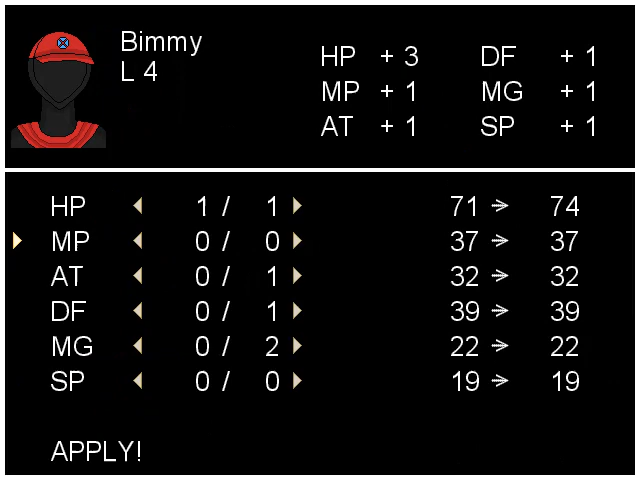 Bimmy
L 4
HP + 3 DF + 1
MP + 1 MG + 1
AT + 1 SP + 1
HP 1 / 1 71 → 74
MP 0 / 0 37 → 37
AT 0 / 1 32 → 32
DF 0 / 1 39 → 39
MG 0 / 2 22 → 22
SP 0 / 0 19 → 19
APPLY!